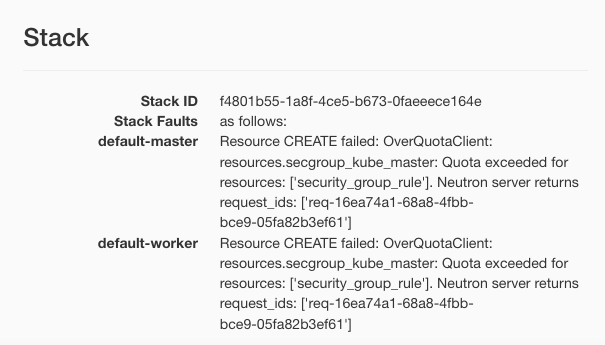 Stack
Stack ID f4801b55-1a8f-4ce5-b673-0faeeece164e
Stack Faults as follows:
default-master Resource CREATE failed: OverQuotaClient:
resources.secgroup_kube_master: Quota exceeded for
resources: ['security_group_rule']. Neutron server returns
request_ids: ['req-16ea74a1-68a8-4fbb-
bce9-05fa82b3ef61']
default-worker Resource CREATE failed: OverQuotaClient:
resources.secgroup_kube_master: Quota exceeded for
resources: ['security_group_rule']. Neutron server returns
request_ids: ['req-16ea74a1-68a8-4fbb-
bce9-05fa82b3ef61']